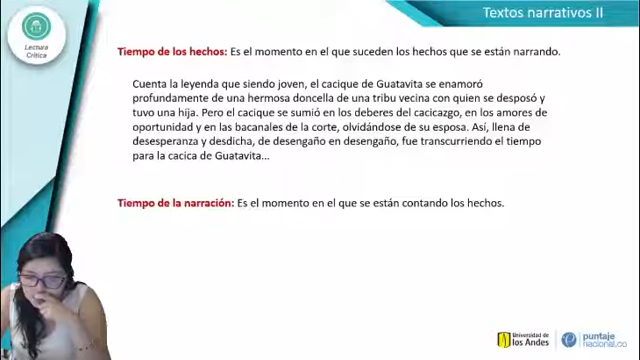 Textos narrativos II
Lectura
Crítica
Tiempo de los hechos: Es el momento en el que suceden los hechos que se están narrando.
Cuenta la leyenda que siendo joven, el cacique de Guatavita se enamoró
profundamente de una hermosa doncella de una tribu vecina con quien se desposó y
tuvo una hija. Pero el cacique se sumió en los deberes del cacicazgo, en los amores de
oportunidad y en las bacanales de la corte, olvidándose de su esposa. Así, llena de
desesperanza y desdicha, de desengaño en desengaño, fue transcurriendo el tiempo
para la cacica de Guatavita...
Tiempo de la narración: Es el momento en el que se están contando los hechos.
Universidad de
los Andes
puntaje
nacional.co